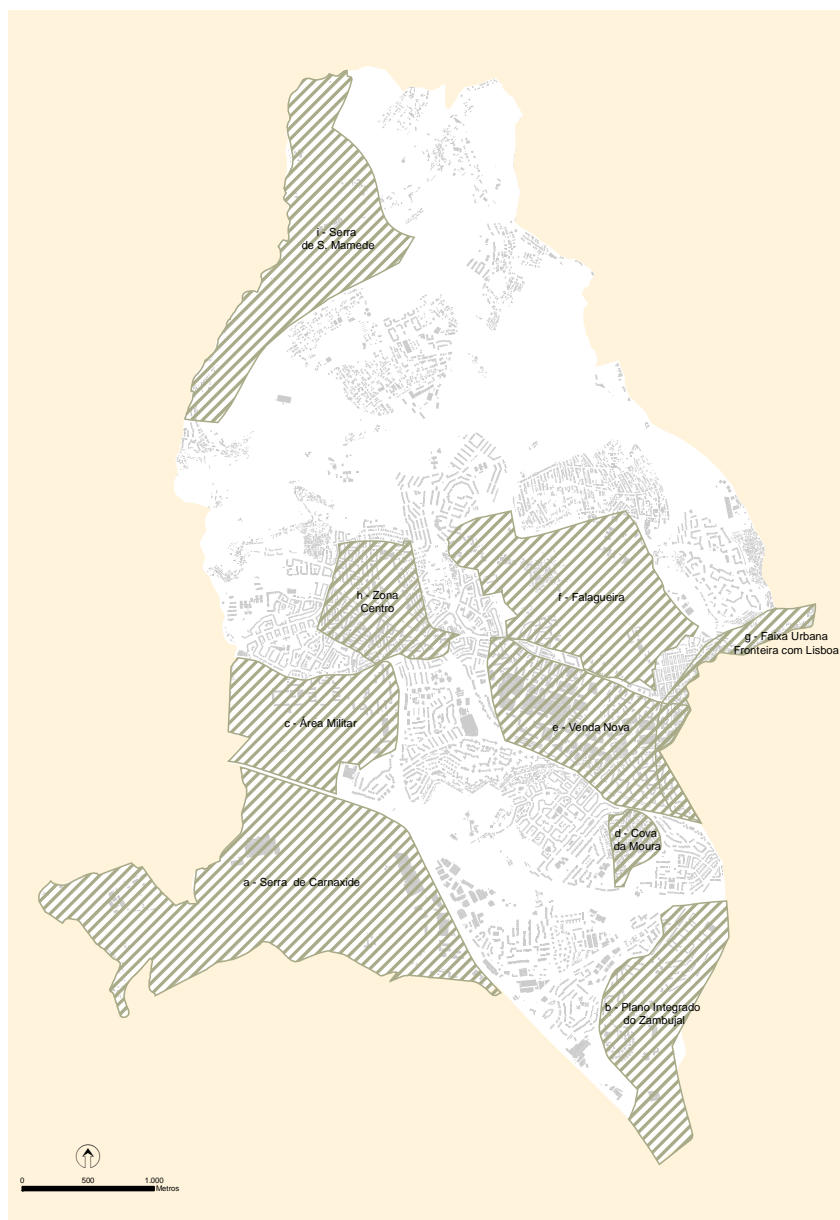 i - Serra
de S. Mamede
h - Zona
Centro
f - Falagueira
g - Faixa Urbana
Fronteira com Lisboa
c - Área Militar
e - Venda Nova
d - Cova
da Moura
a - Serra de Carnaxide
b - Plano Integrado
do Zambujal
0 500 1.000
Metros